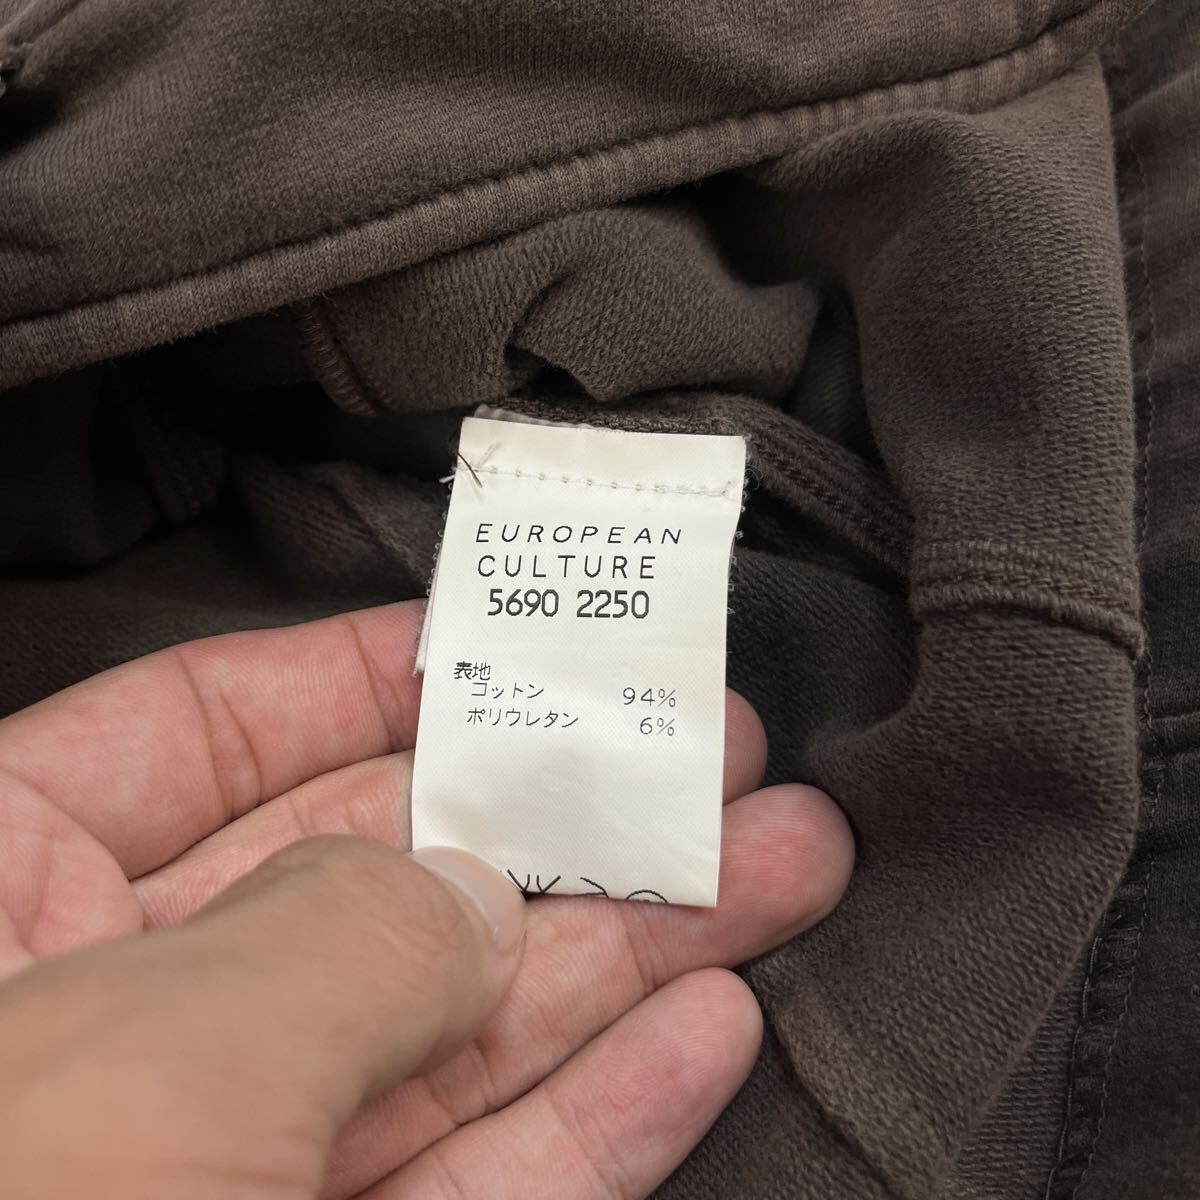 EUROPEAN
CULTURE
5690 2250
表地
コットン 94%
ポリウレタン 6%